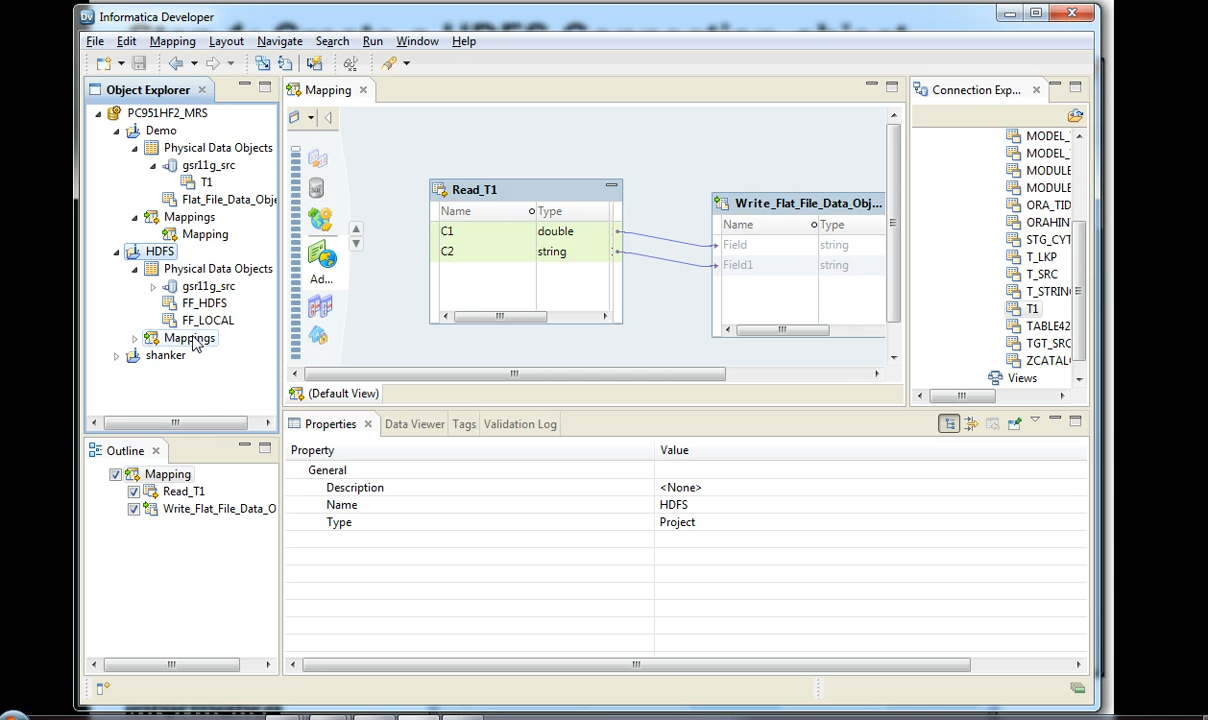 Informatica Developer
File Edit Mapping Layout Navigate Search Run Window Help
Object Explorer
PC951HF2_MRS
Demo
Physical Data Objects
gsr11g_src
T1
Flat_File_Data_Obje
Mappings
Mapping
HDFS
Physical Data Objects
gsr11g_src
FF_HDFS
FF_LOCAL
Mappings
shanker
Mapping
Ad...
Read_T1
Name Type
C1 double
C2 string
Write_Flat_File_Data_Obj...
Name Type
Field string
Field1 string
(Default View)
Connection Exp...
MODEL_
MODEL_
MODULE
MODULE
ORA_TID
ORAHIN
STG_CYT
T_LKP
T_SRC
T_STRIN
T1
TABLE42
TGT_SRC
ZCATAL
Views
Outline
Mapping
Read_T1
Write_Flat_File_Data_O
Properties Data Viewer Tags Validation Log
Property Value
General
Description <None>
Name HDFS
Type Project